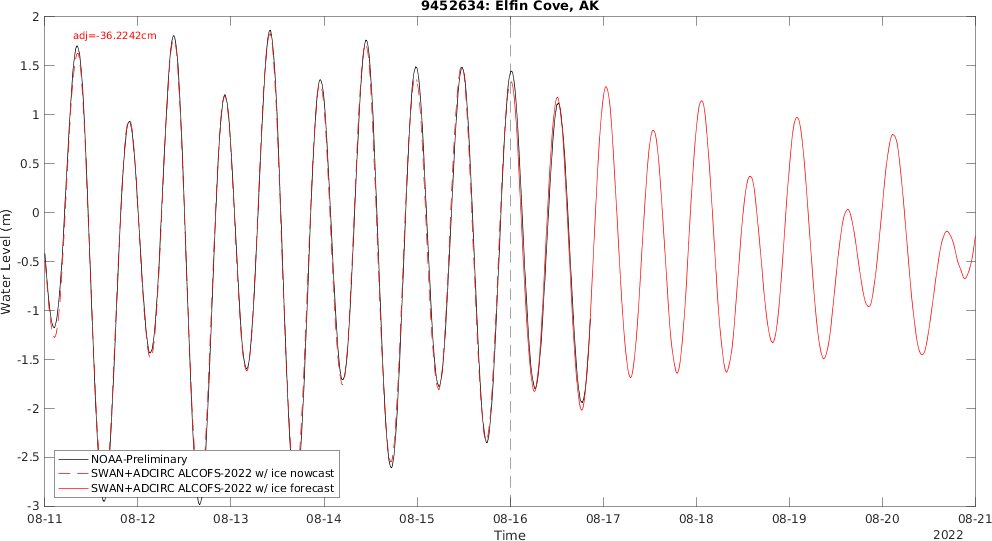 9452634: Elfin Cove, AK
adj=-36.2242cm
2
1.5
1
0.5
0
-0.5
-1
-1.5
-2
-2.5
-3
Water Level (m)
NOAA-Preliminary
SWAN+ADCIRC ALCOFS-2022 w/ ice nowcast
SWAN+ADCIRC ALCOFS-2022 w/ ice forecast
08-11 08-12 08-13 08-14 08-15 08-16 08-17 08-18 08-19 08-20 08-21
Time
2022